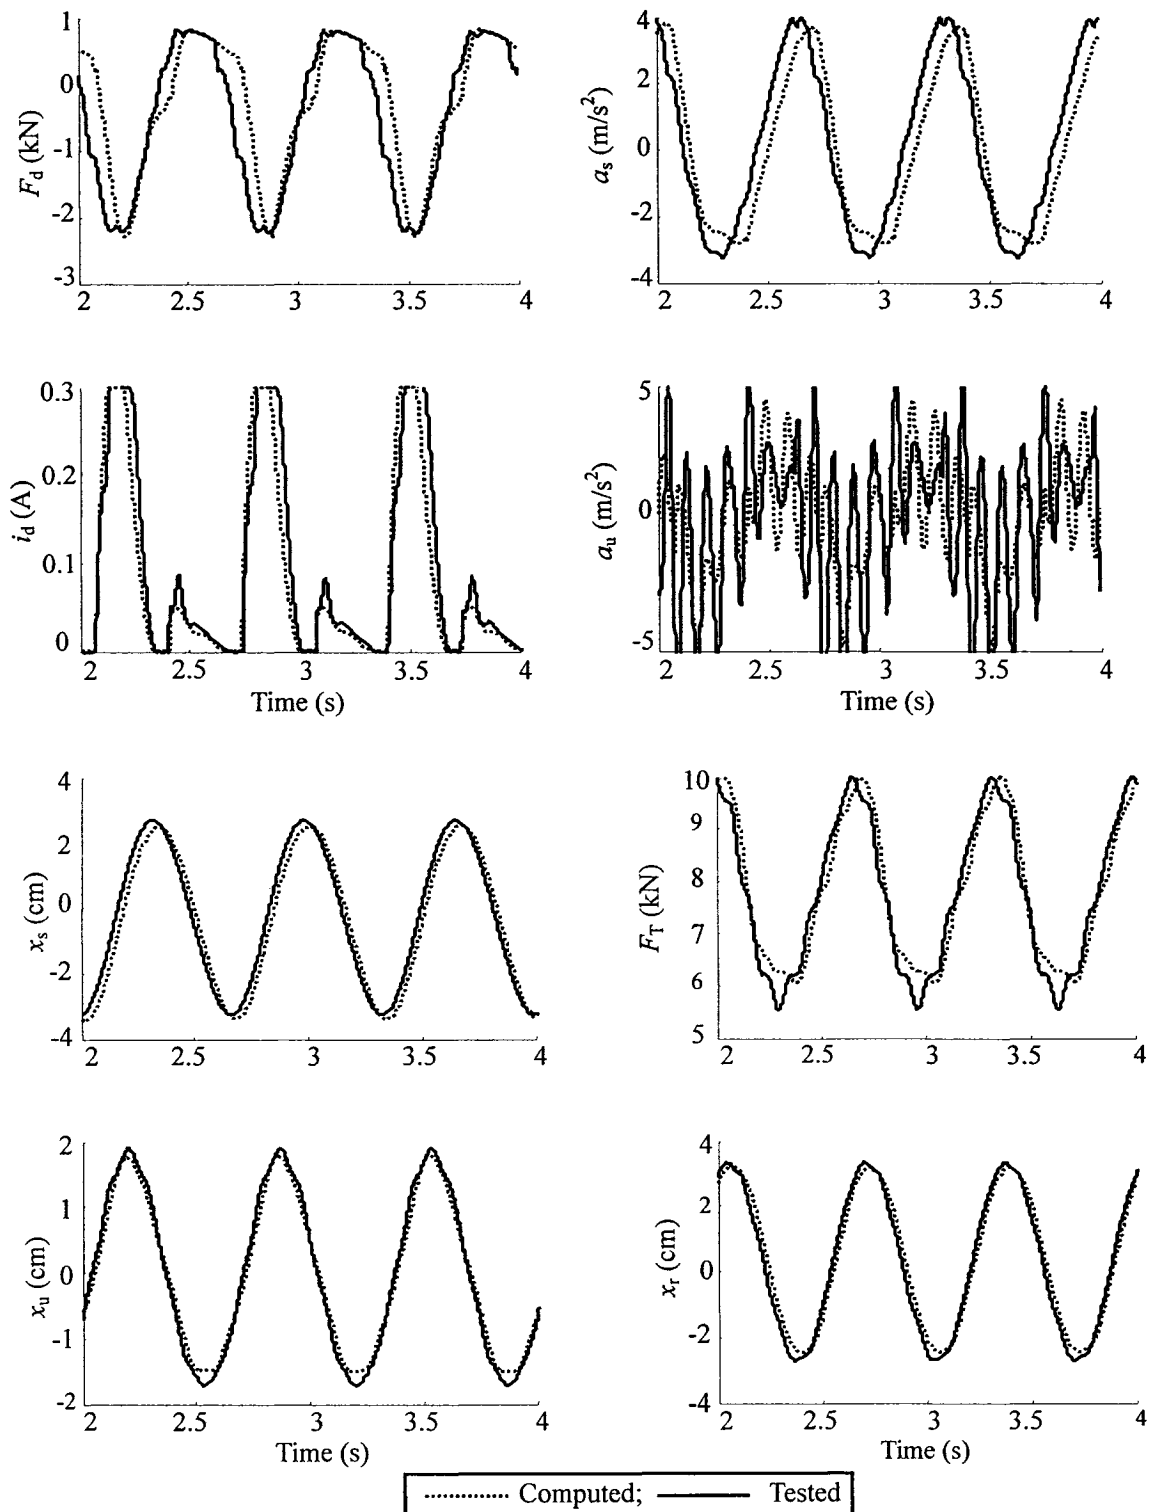 1
0
-1
-2
-3
F_d (kN)
2 2.5 3 3.5 4
4
2
0
-2
-4
a_s (m/s²)
2 2.5 3 3.5 4
0.3
0.2
0.1
0
i_d (A)
2 2.5 3 3.5 4
Time (s)
5
0
-5
a_u (m/s²)
2 2.5 3 3.5 4
Time (s)
4
2
0
-2
-4
x_s (cm)
2 2.5 3 3.5 4
10
9
8
7
6
5
F_T (kN)
2 2.5 3 3.5 4
2
1
0
-1
-2
x_u (cm)
2 2.5 3 3.5 4
Time (s)
4
2
0
-2
-4
x_r (cm)
2 2.5 3 3.5 4
Time (s)
Computed; Tested